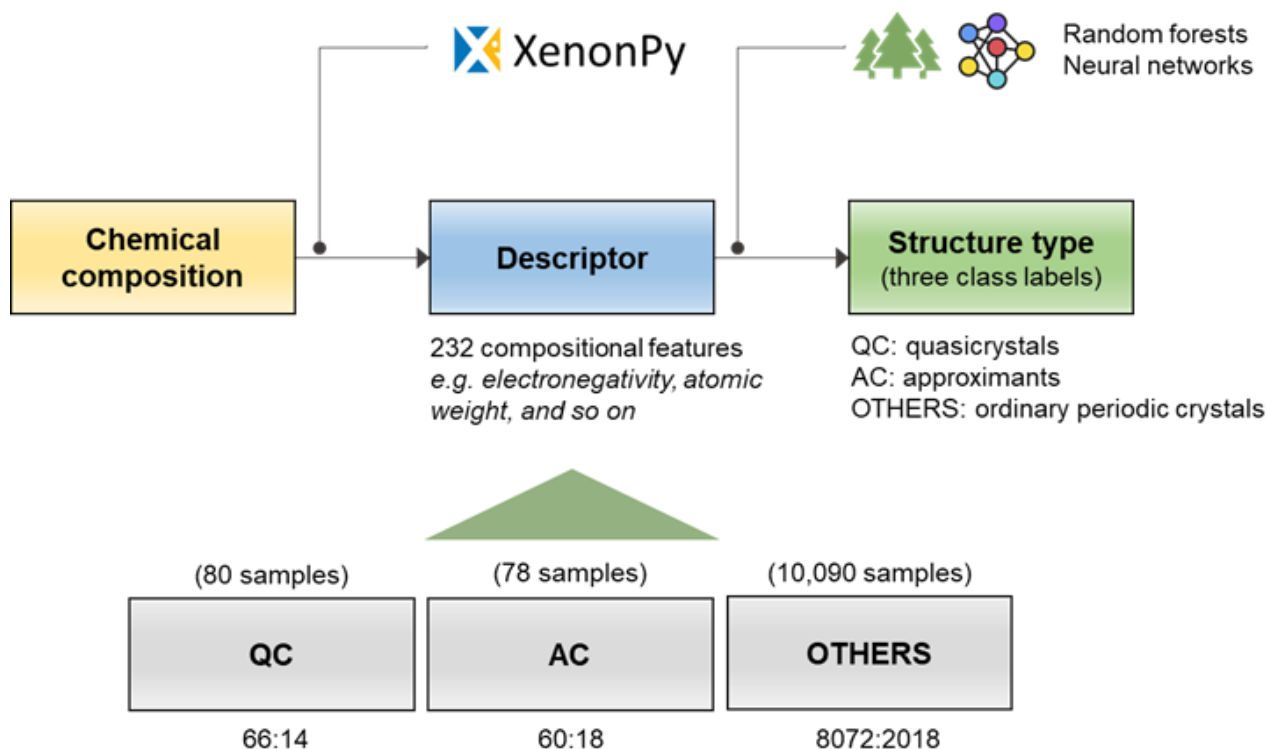 XenonPy
Random forests
Neural networks
Chemical
composition
Descriptor
Structure type
(three class labels)
232 compositional features
e.g. electronegativity, atomic
weight, and so on
QC: quasicrystals
AC: approximants
OTHERS: ordinary periodic crystals
(80 samples)
(78 samples)
(10,090 samples)
QC
AC
OTHERS
66:14
60:18
8072:2018